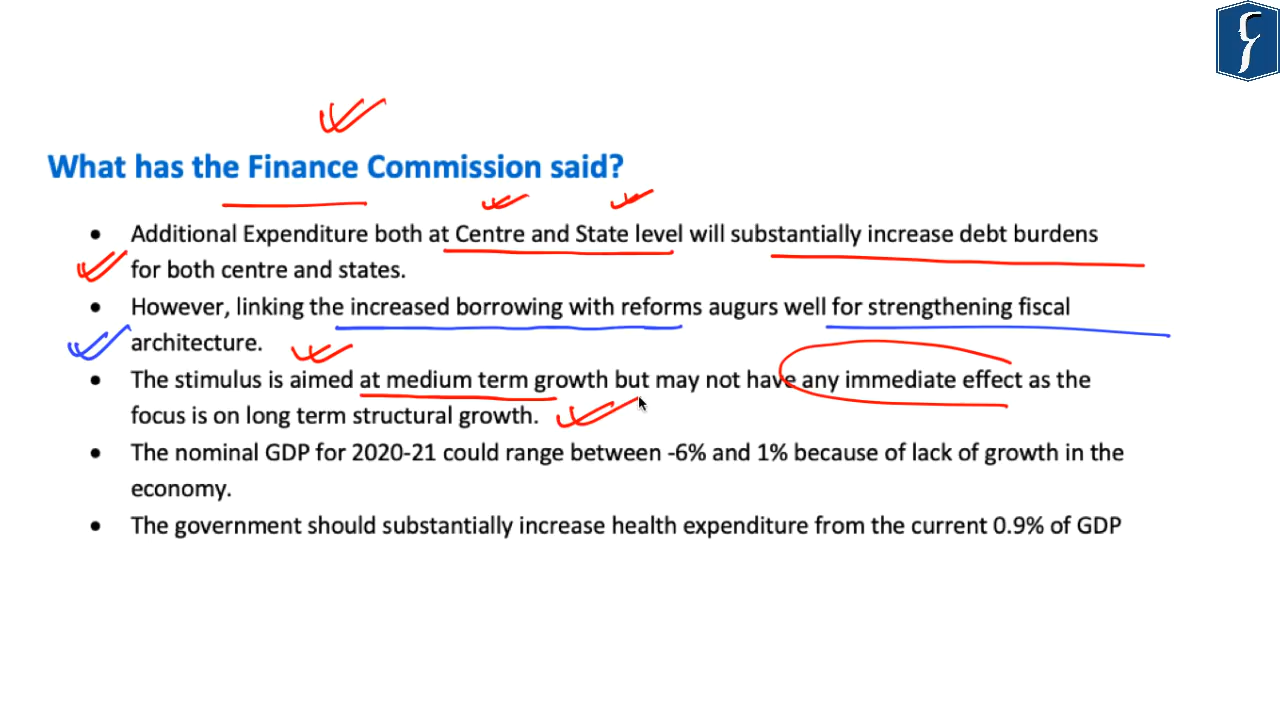 What has the Finance Commission said?
• Additional Expenditure both at Centre and State level will substantially increase debt burdens
for both centre and states.
• However, linking the increased borrowing with reforms augurs well for strengthening fiscal
architecture.
• The stimulus is aimed at medium term growth but may not have any immediate effect as the
focus is on long term structural growth.
• The nominal GDP for 2020-21 could range between -6% and 1% because of lack of growth in the
economy.
• The government should substantially increase health expenditure from the current 0.9% of GDP